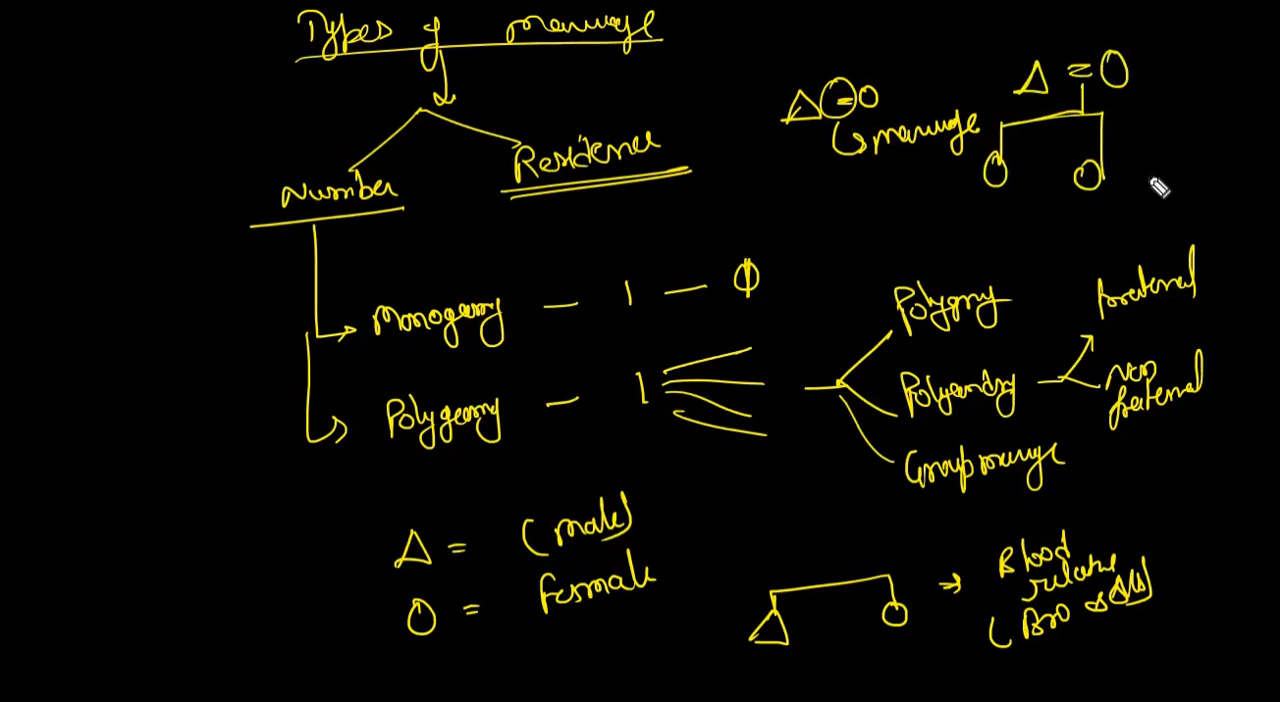 Types of marriage
Number
Residence
Δ = O
marriage
Δ = O
O O
Monogamy - 1 - 1
Polygamy - 1
Polygyny
Polyandry
Group marriage
fraternal
non
fraternal
Δ = (male)
O = female
Δ O ⇒ Blood
relative
(Bro & sis)